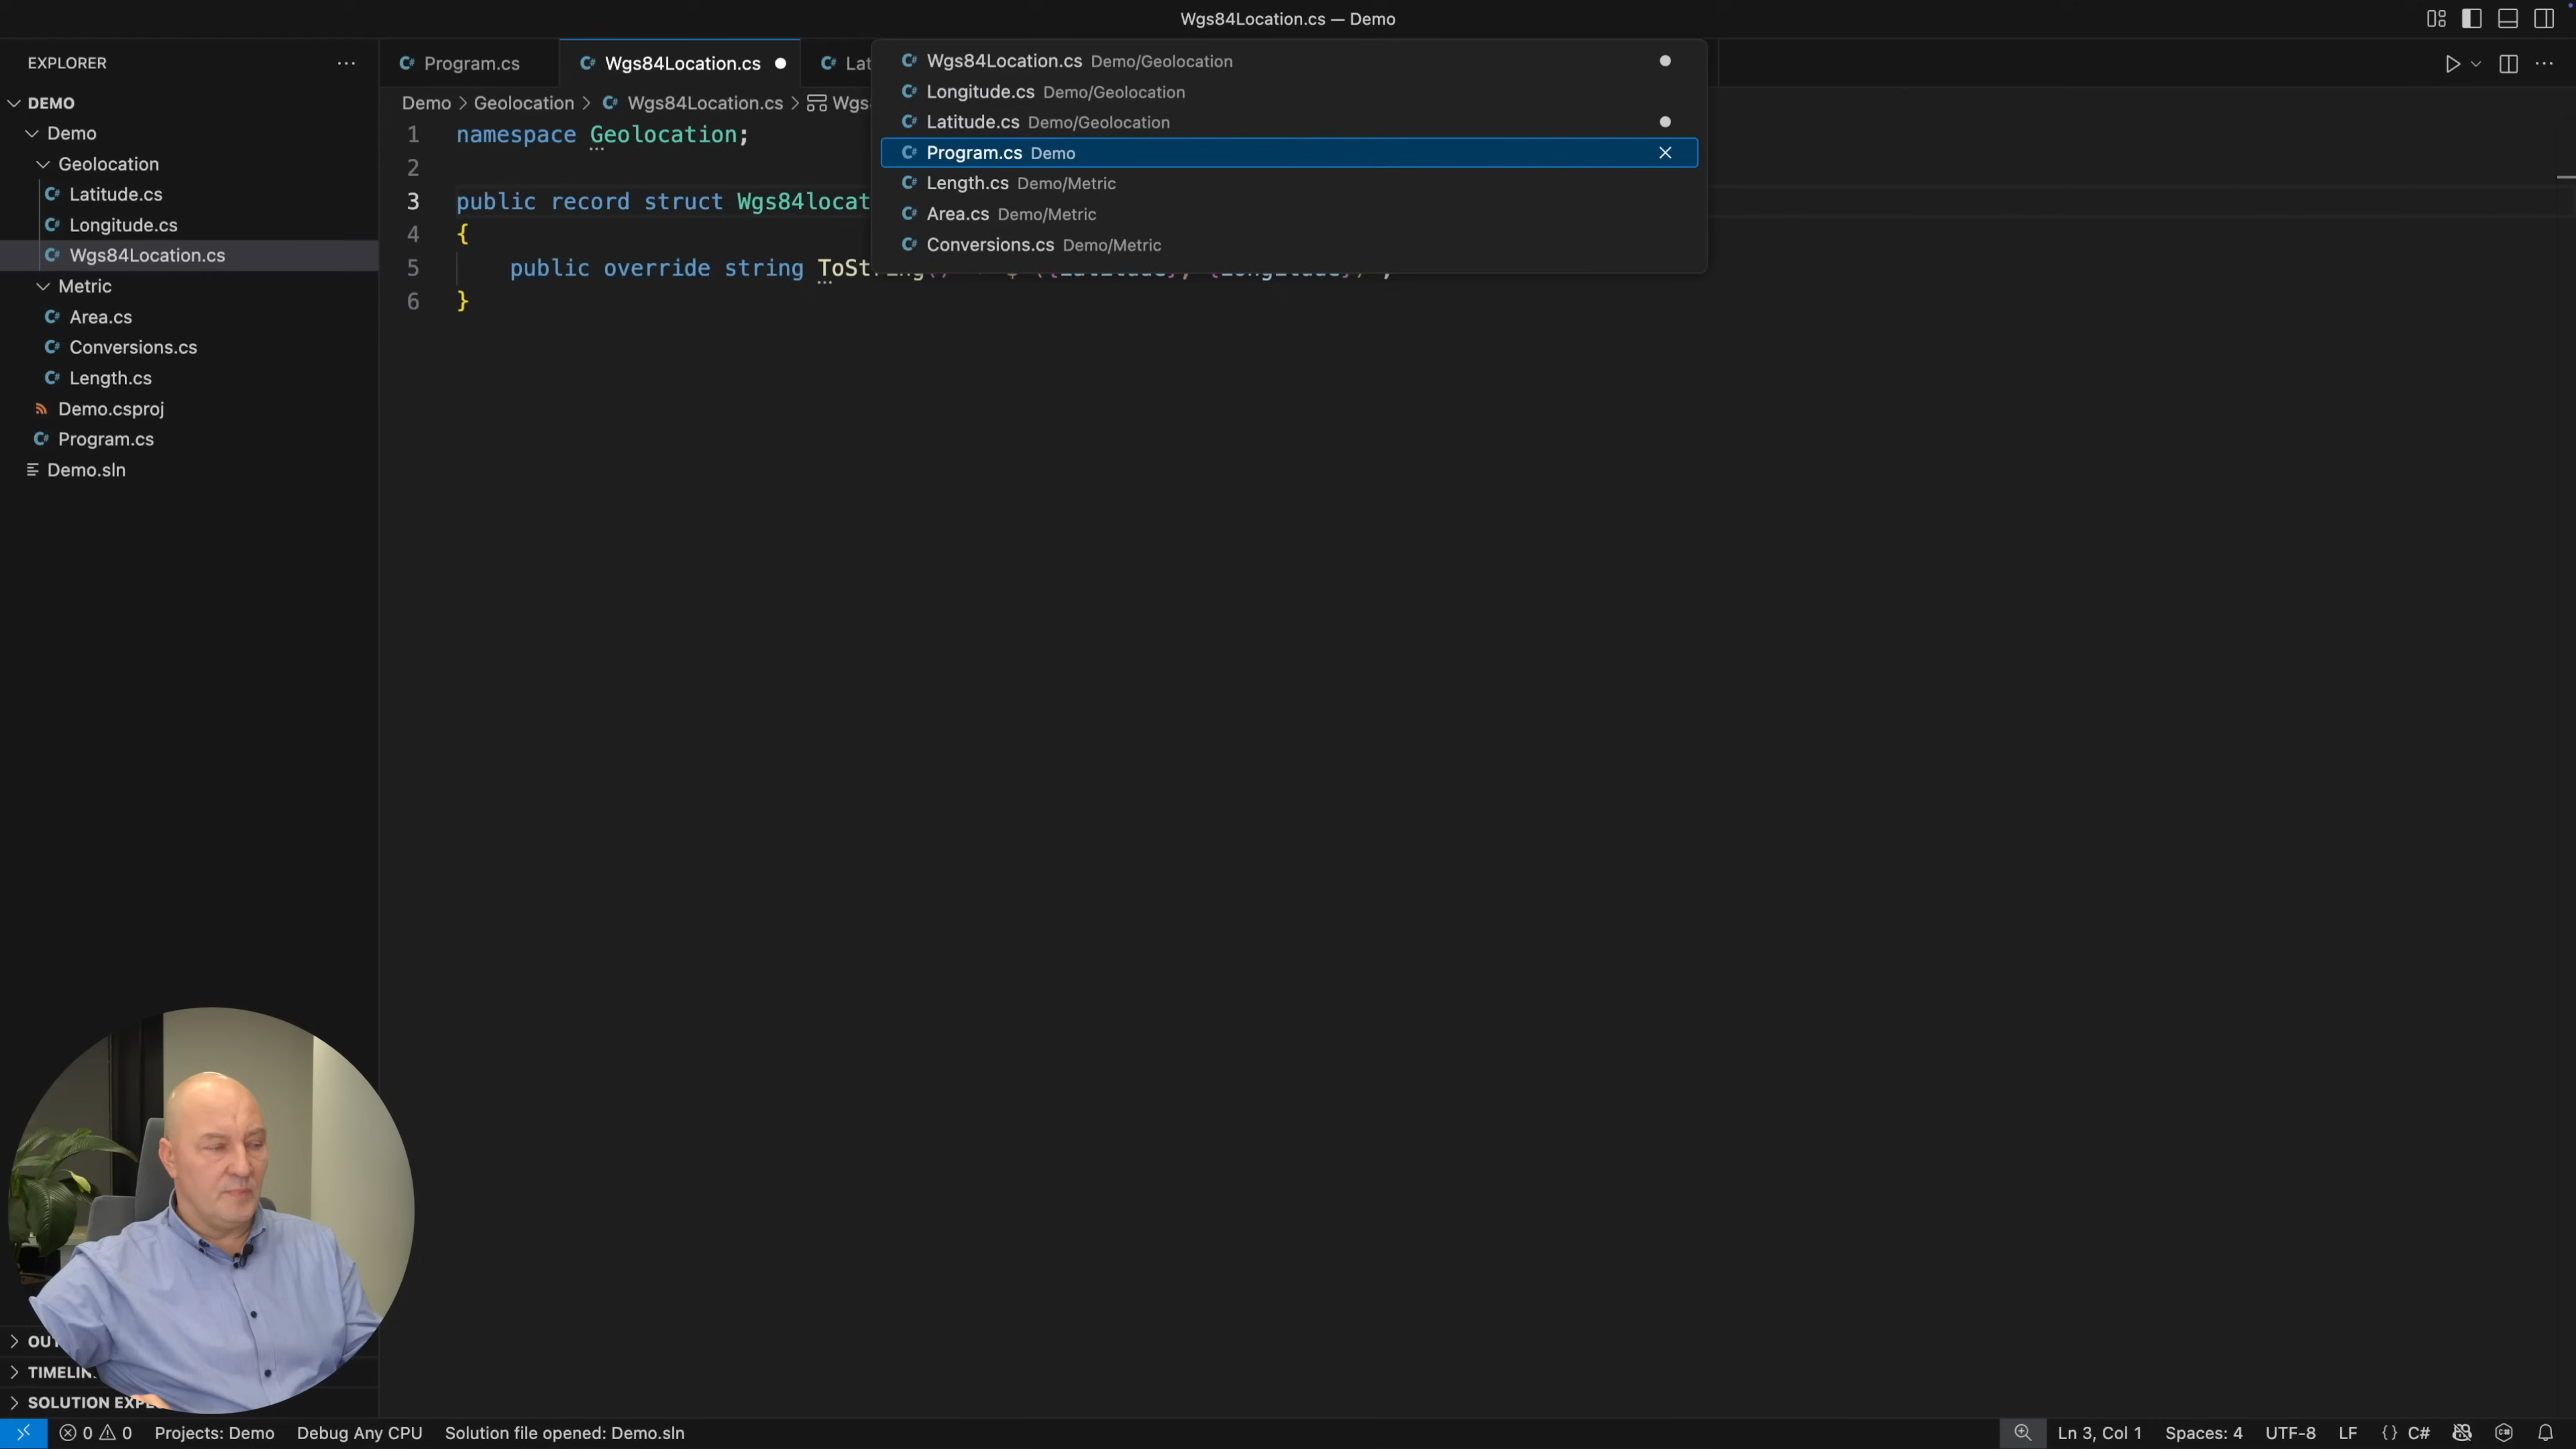 Wgs84Location.cs — Demo
EXPLORER
DEMO
Demo
Geolocation
Latitude.cs
Longitude.cs
Wgs84Location.cs
Metric
Area.cs
Conversions.cs
Length.cs
Demo.csproj
Program.cs
Demo.sln
TIMELIN
SOLUTION EXP
Program.cs
Wgs84Location.cs
Lat
Demo > Geolocation > Wgs84Location.cs > Wgs
1 namespace Geolocation;
2
3 public record struct Wgs84locat
4 {
5 public override string ToString()
6 }
Wgs84Location.cs Demo/Geolocation
Longitude.cs Demo/Geolocation
Latitude.cs Demo/Geolocation
Program.cs Demo
Length.cs Demo/Metric
Area.cs Demo/Metric
Conversions.cs Demo/Metric
0 0 Projects: Demo Debug Any CPU Solution file opened: Demo.sln Ln 3, Col 1 Spaces: 4 UTF-8 LF {} C#